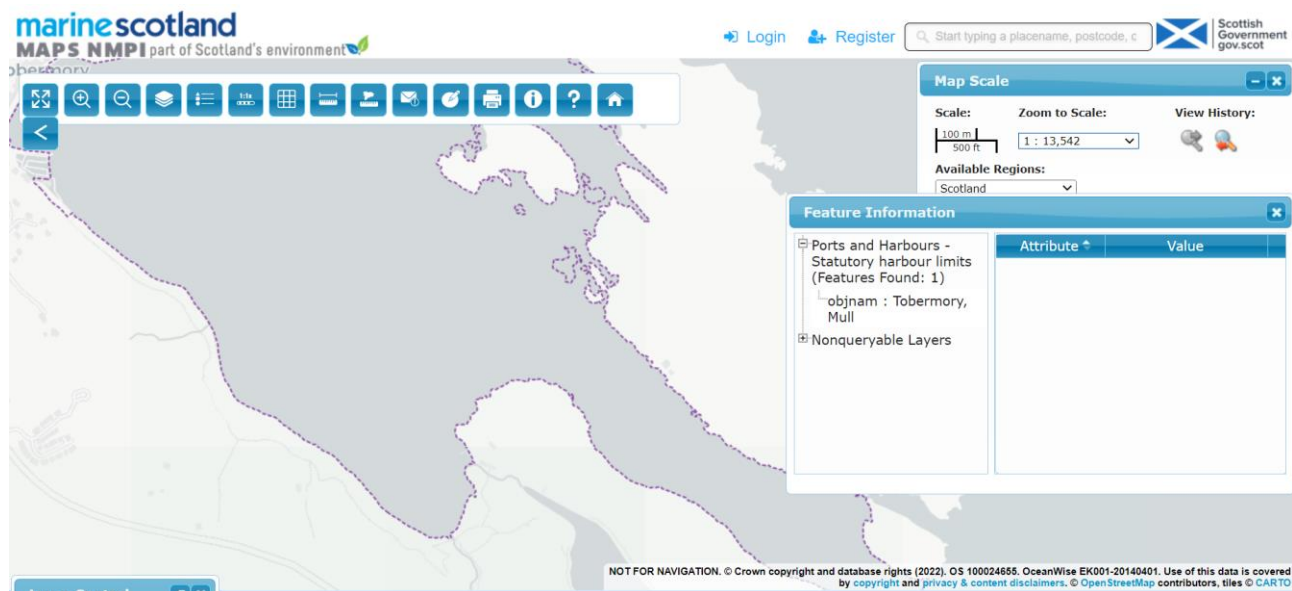 marinescotland
MAPS NMPI part of Scotland's environment
Login
Register
Start typing a placename, postcode, c
Scottish
Government
gov.scot
obermory
1:1x
Map Scale
Scale:
Zoom to Scale:
View History:
100 m
500 ft
1 : 13,542
Available Regions:
Scotland
Feature Information
Ports and Harbours -
Statutory harbour limits
(Features Found: 1)
objnam : Tobermory,
Mull
Nonqueryable Layers
Attribute
Value
NOT FOR NAVIGATION. © Crown copyright and database rights (2022). OS 100024655. OceanWise EK001-20140401. Use of this data is covered
by copyright and privacy & content disclaimers. © OpenStreetMap contributors, tiles © CARTO